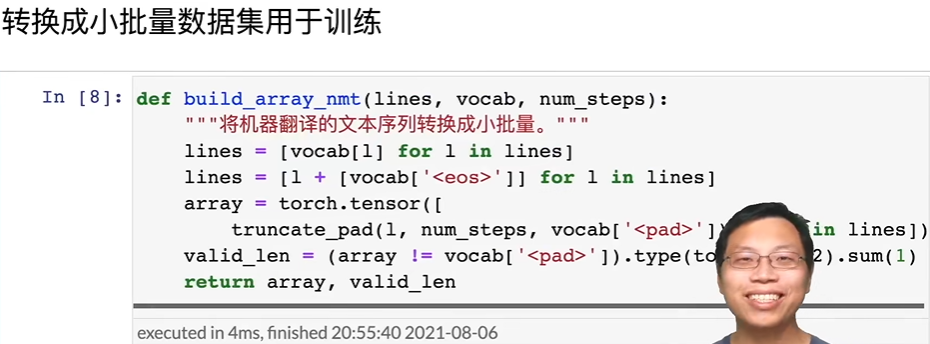 转换成小批量数据集用于训练
In [8]: def build_array_nmt(lines, vocab, num_steps):
"""将机器翻译的文本序列转换成小批量。"""
lines = [vocab[l] for l in lines]
lines = [l + [vocab['<eos>']] for l in lines]
array = torch.tensor([
truncate_pad(l, num_steps, vocab['<pad>']) in lines])
valid_len = (array != vocab['<pad>']).type(to 2).sum(1)
return array, valid_len
executed in 4ms, finished 20:55:40 2021-08-06